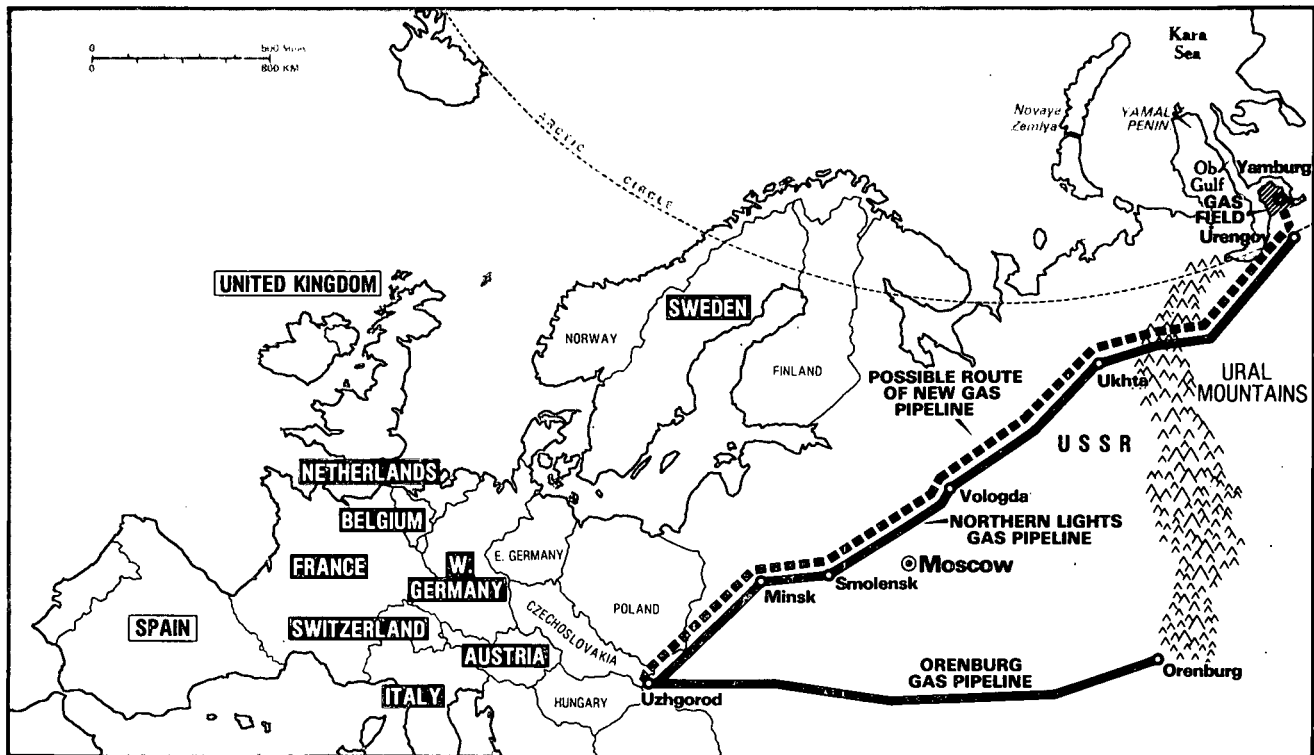 0 500 Miles
0 800 KM
Kara
Sea
Novaya
Zemlya
YAMAL
PENIN.
ARCTIC
CIRCLE
Ob
Gulf
Yamburg
GAS
FIELD
Urengoy
UNITED KINGDOM
SWEDEN
NORWAY
FINLAND
POSSIBLE ROUTE
OF NEW GAS
PIPELINE
Ukhta
URAL
MOUNTAINS
USSR
NETHERLANDS
BELGIUM
Vologda
NORTHERN LIGHTS
GAS PIPELINE
E. GERMANY
FRANCE
W.
GERMANY
Moscow
Smolensk
Minsk
POLAND
CZECHOSLOVAKIA
SPAIN
SWITZERLAND
AUSTRIA
ORENBURG
GAS PIPELINE
Orenburg
ITALY
HUNGARY
Uzhgorod